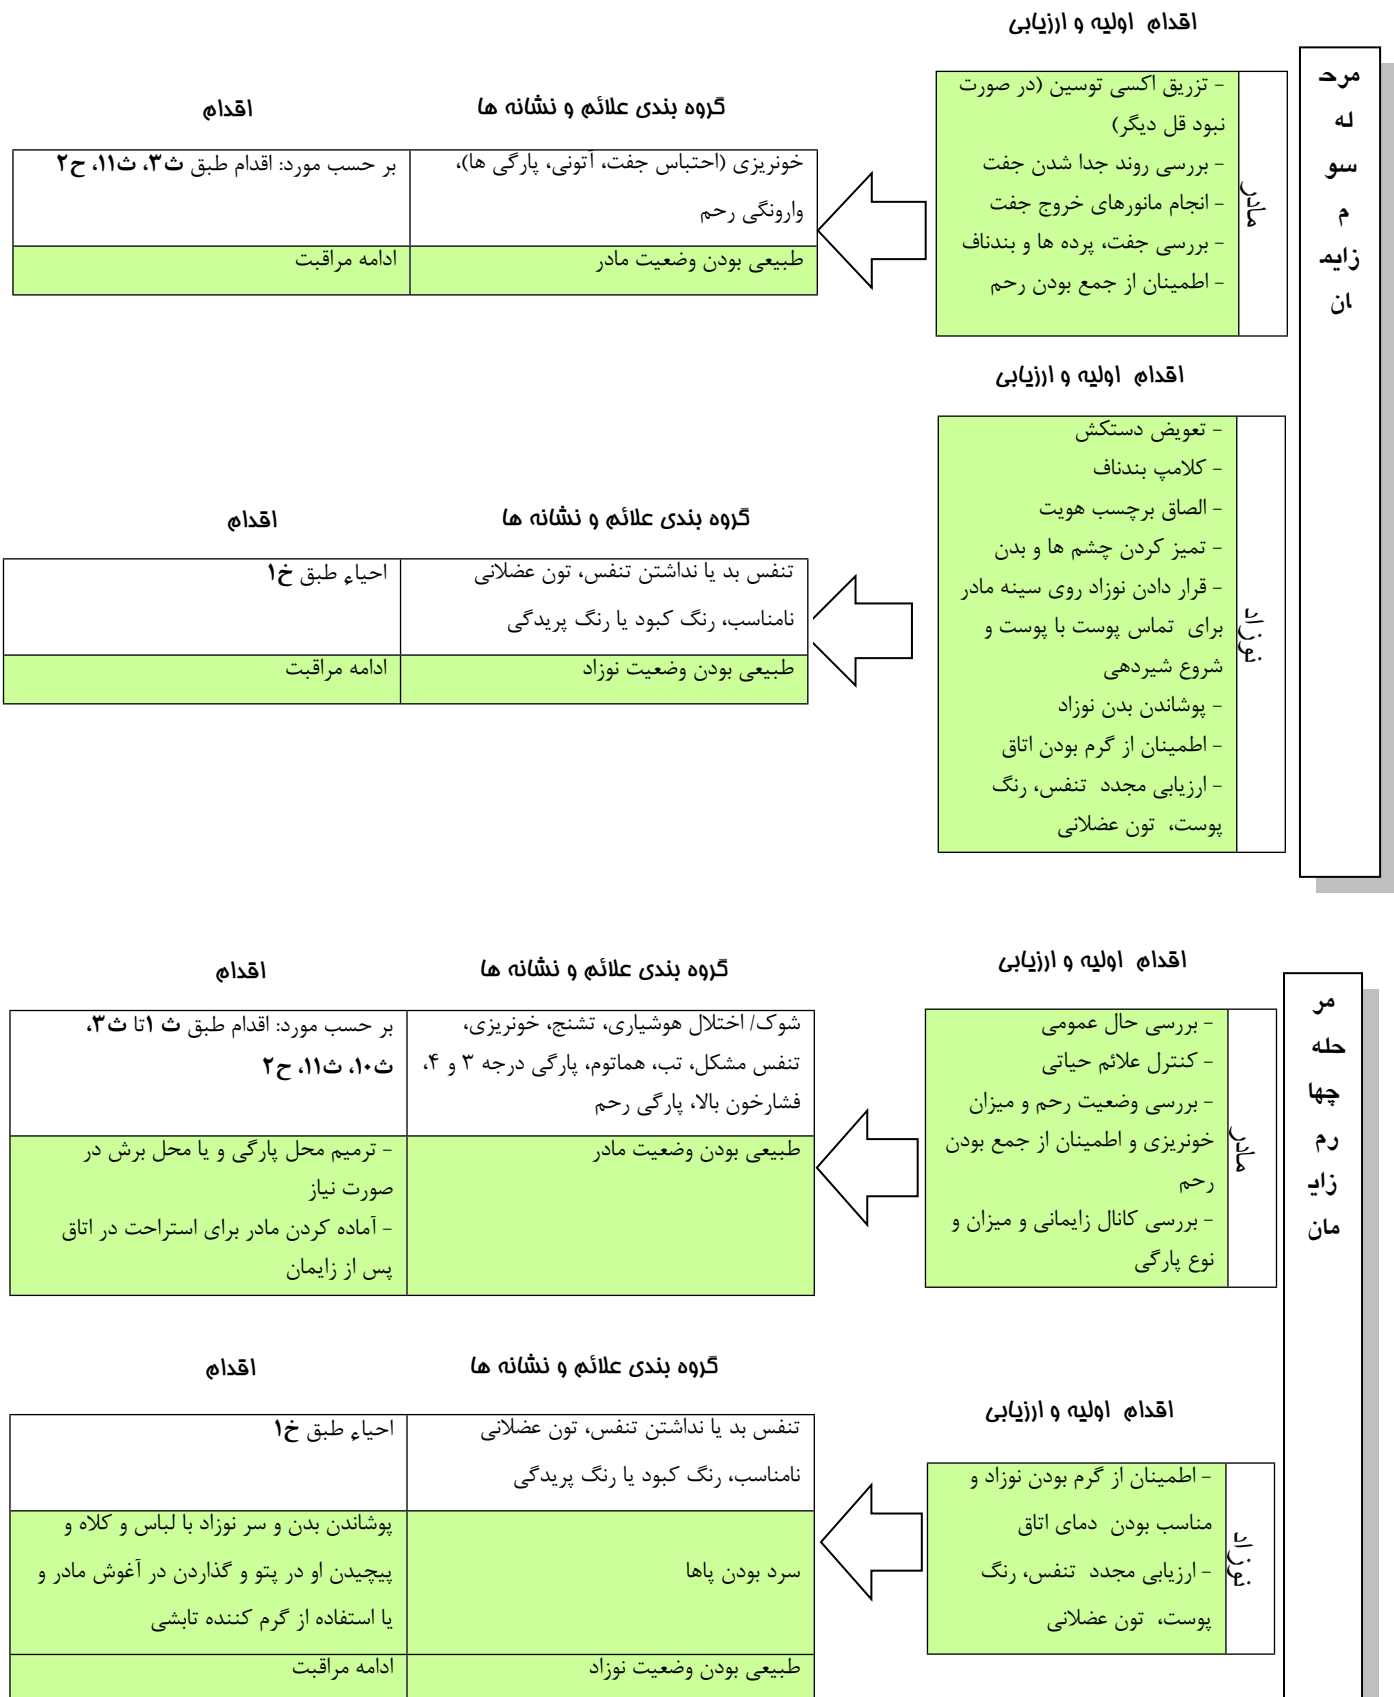 مرحـ
له
سو
م
زایمـ
ان
اقدام اولیه و ارزیابی
مادر
- تزریق اکسی توسین (در صورت
نبود قل دیگر)
- بررسی روند جدا شدن جفت
- انجام مانورهای خروج جفت
- بررسی جفت، پرده ها و بندناف
- اطمینان از جمع بودن رحم
گروه بندی علائم و نشانه ها
اقدام
خونریزی (احتباس جفت، آتونی، پارگی ها)،
وارونگی رحم
بر حسب مورد: اقدام طبق ث۳، ث۱۱، ح۲
طبیعی بودن وضعیت مادر
ادامه مراقبت
اقدام اولیه و ارزیابی
نوزاد
- تعویض دستکش
- کلامپ بندناف
- الصاق برچسب هویت
- تمیز کردن چشم ها و بدن
- قرار دادن نوزاد روی سینه مادر
برای تماس پوست با پوست و
شروع شیردهی
- پوشاندن بدن نوزاد
- اطمینان از گرم بودن اتاق
- ارزیابی مجدد تنفس، رنگ
پوست، تون عضلانی
گروه بندی علائم و نشانه ها
اقدام
تنفس بد یا نداشتن تنفس، تون عضلانی
نامناسب، رنگ کبود یا رنگ پریدگی
احیاء طبق خ۱
طبیعی بودن وضعیت نوزاد
ادامه مراقبت
مر
حله
چها
رم
زایـ
مان
اقدام اولیه و ارزیابی
مادر
- بررسی حال عمومی
- کنترل علائم حیاتی
- بررسی وضعیت رحم و میزان
خونریزی و اطمینان از جمع بودن
رحم
- بررسی کانال زایمانی و میزان و
نوع پارگی
گروه بندی علائم و نشانه ها
اقدام
شوک/ اختلال هوشیاری، تشنج، خونریزی،
تنفس مشکل، تب، هماتوم، پارگی درجه ۳ و ۴،
فشارخون بالا، پارگی رحم
بر حسب مورد: اقدام طبق ث ۱تا ث۳،
ث۱۰، ث۱۱، ح۲
طبیعی بودن وضعیت مادر
- ترمیم محل پارگی و یا محل برش در
صورت نیاز
- آماده کردن مادر برای استراحت در اتاق
پس از زایمان
اقدام اولیه و ارزیابی
نوزاد
- اطمینان از گرم بودن نوزاد و
مناسب بودن دمای اتاق
- ارزیابی مجدد تنفس، رنگ
پوست، تون عضلانی
گروه بندی علائم و نشانه ها
اقدام
تنفس بد یا نداشتن تنفس، تون عضلانی
نامناسب، رنگ کبود یا رنگ پریدگی
احیاء طبق خ۱
سرد بودن پاها
پوشاندن بدن و سر نوزاد با لباس و کلاه و
پیچیدن او در پتو و گذاردن در آغوش مادر و
یا استفاده از گرم کننده تابشی
طبیعی بودن وضعیت نوزاد
ادامه مراقبت